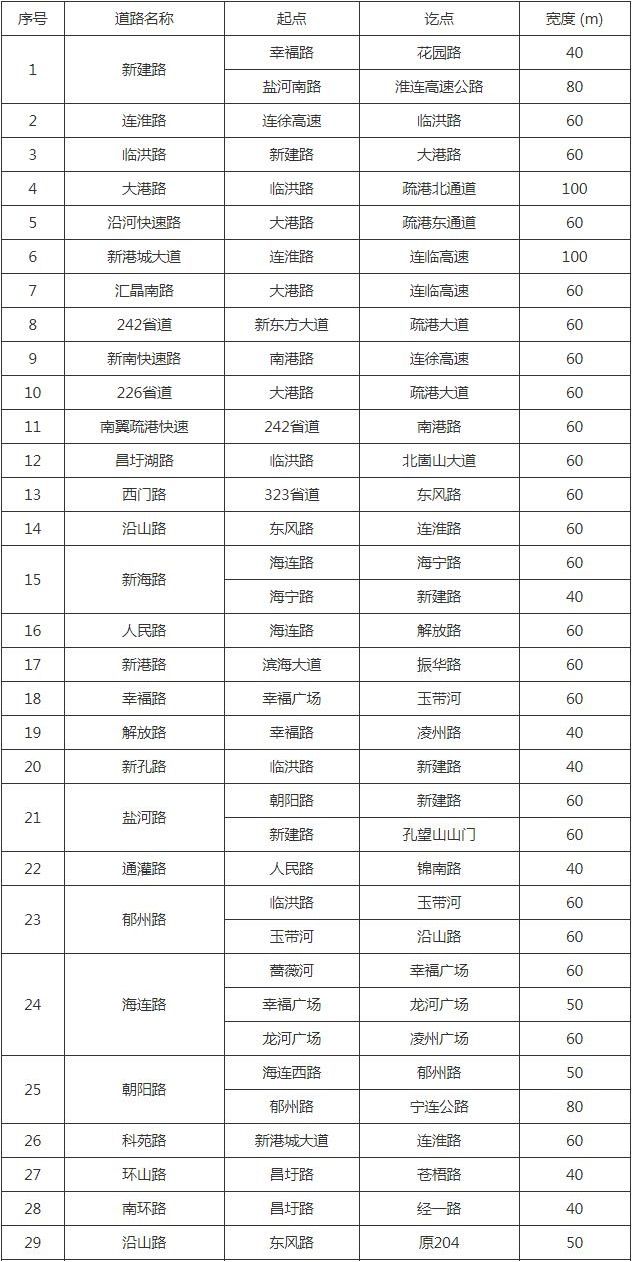 序号 道路名称 起点 讫点 宽度 (m)
1 新建路 幸福路 花园路 40
盐河南路 淮连高速公路 80
2 连淮路 连徐高速 临洪路 60
3 临洪路 新建路 大港路 60
4 大港路 临洪路 疏港北通道 100
5 沿河快速路 大港路 疏港东通道 60
6 新港城大道 连淮路 连临高速 100
7 汇晶南路 大港路 连临高速 60
8 242省道 新东方大道 疏港大道 60
9 新南快速路 南港路 连徐高速 60
10 226省道 大港路 疏港大道 60
11 南翼疏港快速 242省道 南港路 60
12 昌圩湖路 临洪路 北崮山大道 60
13 西门路 323省道 东风路 60
14 沿山路 东风路 连淮路 60
15 新海路 海连路 海宁路 60
海宁路 新建路 40
16 人民路 海连路 解放路 60
17 新港路 滨海大道 振华路 60
18 幸福路 幸福广场 玉带河 60
19 解放路 幸福路 凌州路 40
20 新孔路 临洪路 新建路 40
21 盐河路 朝阳路 新建路 60
新建路 孔望山山门 60
22 通灌路 人民路 锦南路 40
23 郁州路 临洪路 玉带河 60
玉带河 沿山路 60
24 海连路 蔷薇河 幸福广场 60
幸福广场 龙河广场 50
龙河广场 凌州广场 60
25 朝阳路 海连西路 郁州路 50
郁州路 宁连公路 80
26 科苑路 新港城大道 连淮路 60
27 环山路 昌圩路 苍梧路 40
28 南环路 昌圩路 经一路 40
29 沿山路 东风路 原204 50